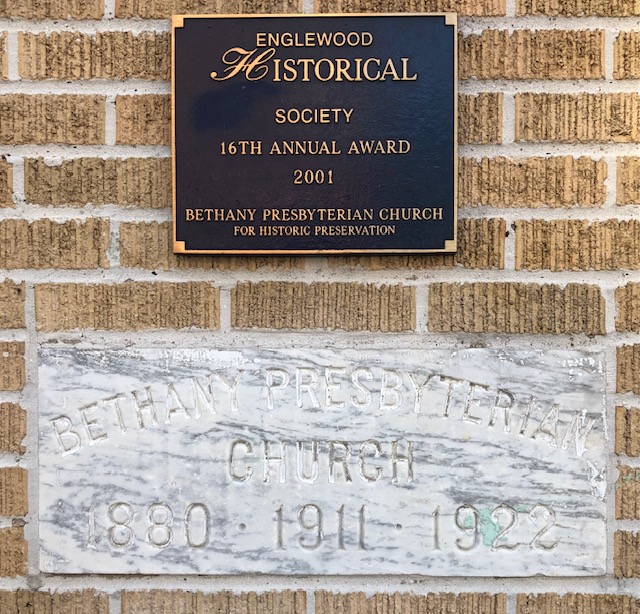 ENGLEWOOD
HISTORICAL
SOCIETY
16TH ANNUAL AWARD
2001
BETHANY PRESBYTERIAN CHURCH
FOR HISTORIC PRESERVATION
BETHANY PRESBYTERIAN
CHURCH
1880 · 1911 · 1922